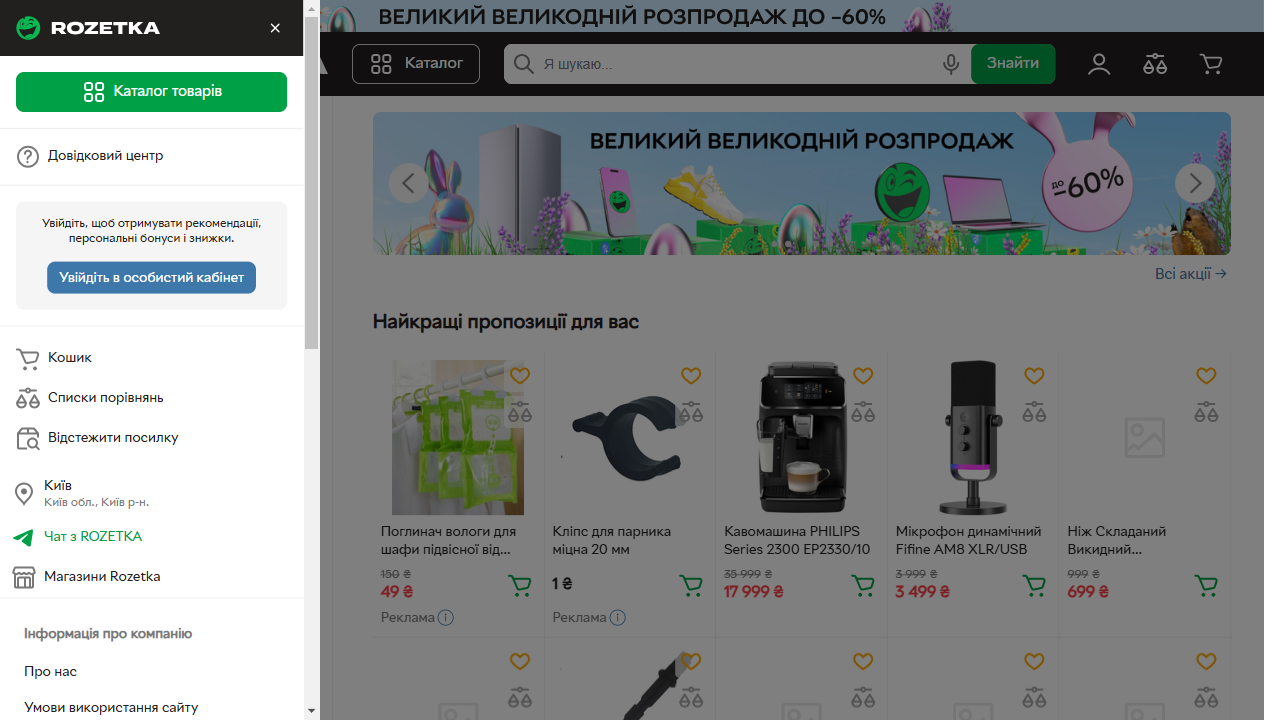 ROZETKA
Каталог товарів
Довідковий центр
Увійдіть, щоб отримувати рекомендації,
персональні бонуси і знижки.
Увійдіть в особистий кабінет
Кошик
Списки порівнянь
Відстежити посилку
Київ
Київ обл., Київ р-н.
Чат з ROZETKA
Магазини Rozetka
Інформація про компанію
Про нас
Умови використання сайту
ВЕЛИКИЙ ВЕЛИКОДНІЙ РОЗПРОДАЖ ДО −60%
Каталог
Я шукаю...
Знайти
ВЕЛИКИЙ ВЕЛИКОДНІЙ РОЗПРОДАЖ
ДО −60%
Всі акції →
Найкращі пропозиції для вас
Поглинач вологи для
шафи підвісної від...
150 ₴
49 ₴
Реклама
Кліпс для парника
міцна 20 мм
1 ₴
Реклама
Кавомашина PHILIPS
Series 2300 EP2330/10
35 999 ₴
17 999 ₴
Мікрофон динамічний
Fifine AM8 XLR/USB
3 999 ₴
3 499 ₴
Ніж Складаний
Викидний...
999 ₴
699 ₴